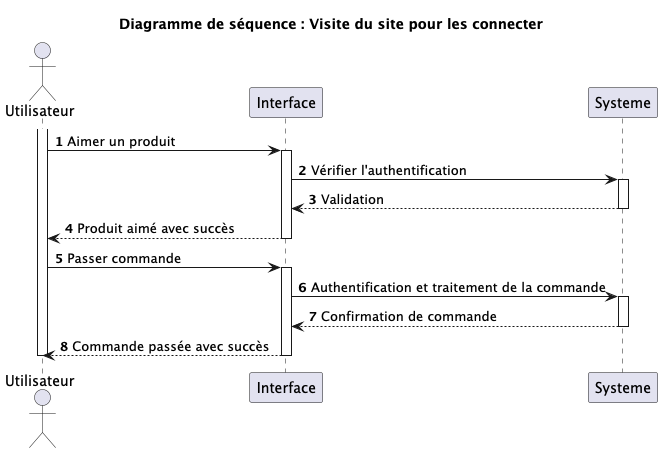 Diagramme de séquence : Visite du site pour les connecter
Utilisateur
Interface
Systeme
1 Aimer un produit
2 Vérifier l'authentification
3 Validation
4 Produit aimé avec succès
5 Passer commande
6 Authentification et traitement de la commande
7 Confirmation de commande
8 Commande passée avec succès
Utilisateur
Interface
Systeme